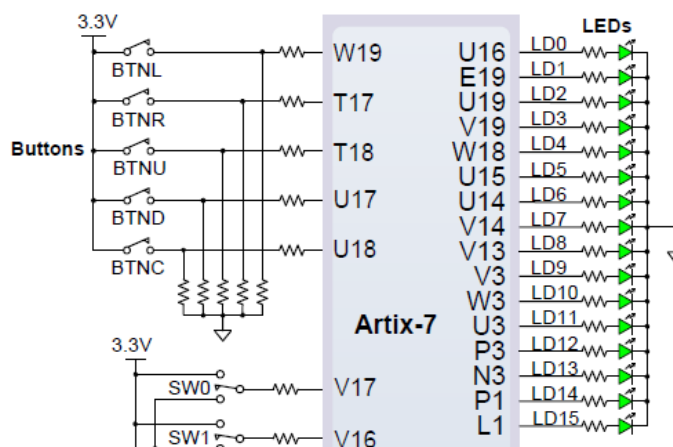 3.3V
LEDs
BTNL
W19
U16
LD0
E19
LD1
BTNR
T17
U19
LD2
V19
LD3
Buttons
BTNU
T18
W18
LD4
U15
LD5
BTND
U17
U14
LD6
V14
LD7
BTNC
U18
V13
LD8
V3
LD9
W3
LD10
Artix-7
U3
LD11
3.3V
P3
LD12
SW0
V17
N3
LD13
P1
LD14
SW1
V16
L1
LD15